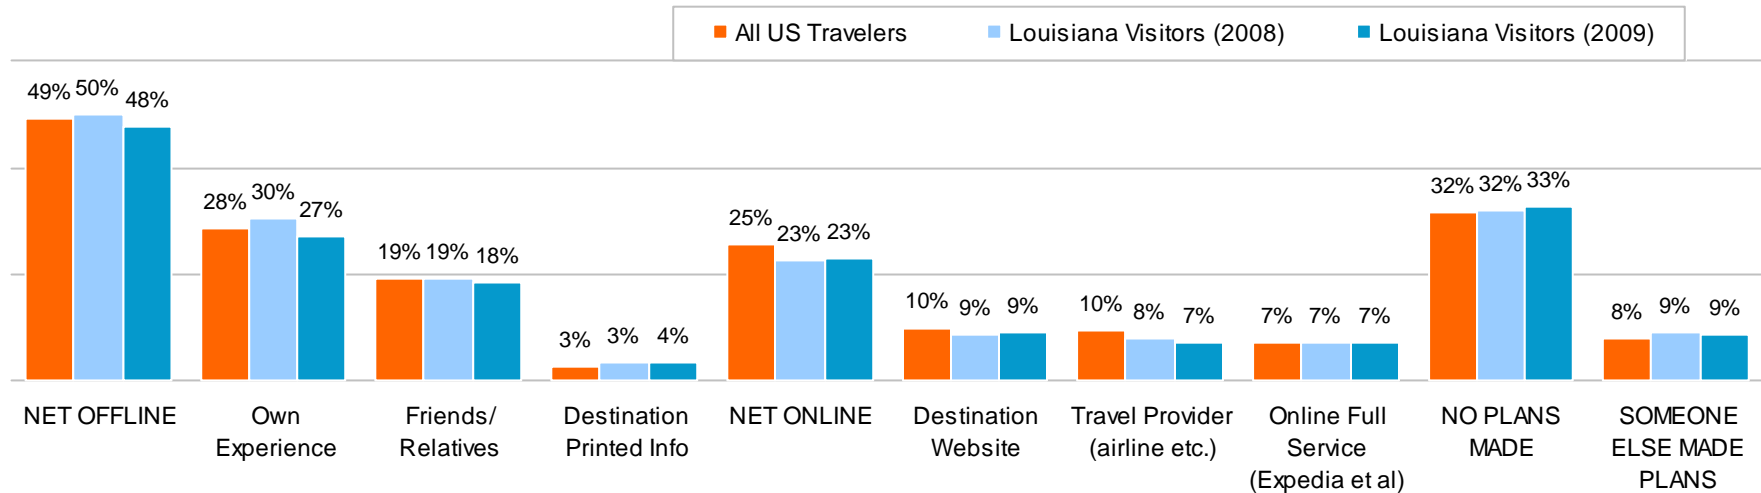 All US Travelers
Louisiana Visitors (2008)
Louisiana Visitors (2009)
49%
50%
48%
28%
30%
27%
19%
19%
18%
3%
3%
4%
25%
23%
23%
10%
9%
9%
10%
8%
7%
7%
7%
7%
32%
32%
33%
8%
9%
9%
NET OFFLINE
Own
Experience
Friends/
Relatives
Destination
Printed Info
NET ONLINE
Destination
Website
Travel Provider
(airline etc.)
Online Full
Service
(Expedia et al)
NO PLANS
MADE
SOMEONE
ELSE MADE
PLANS